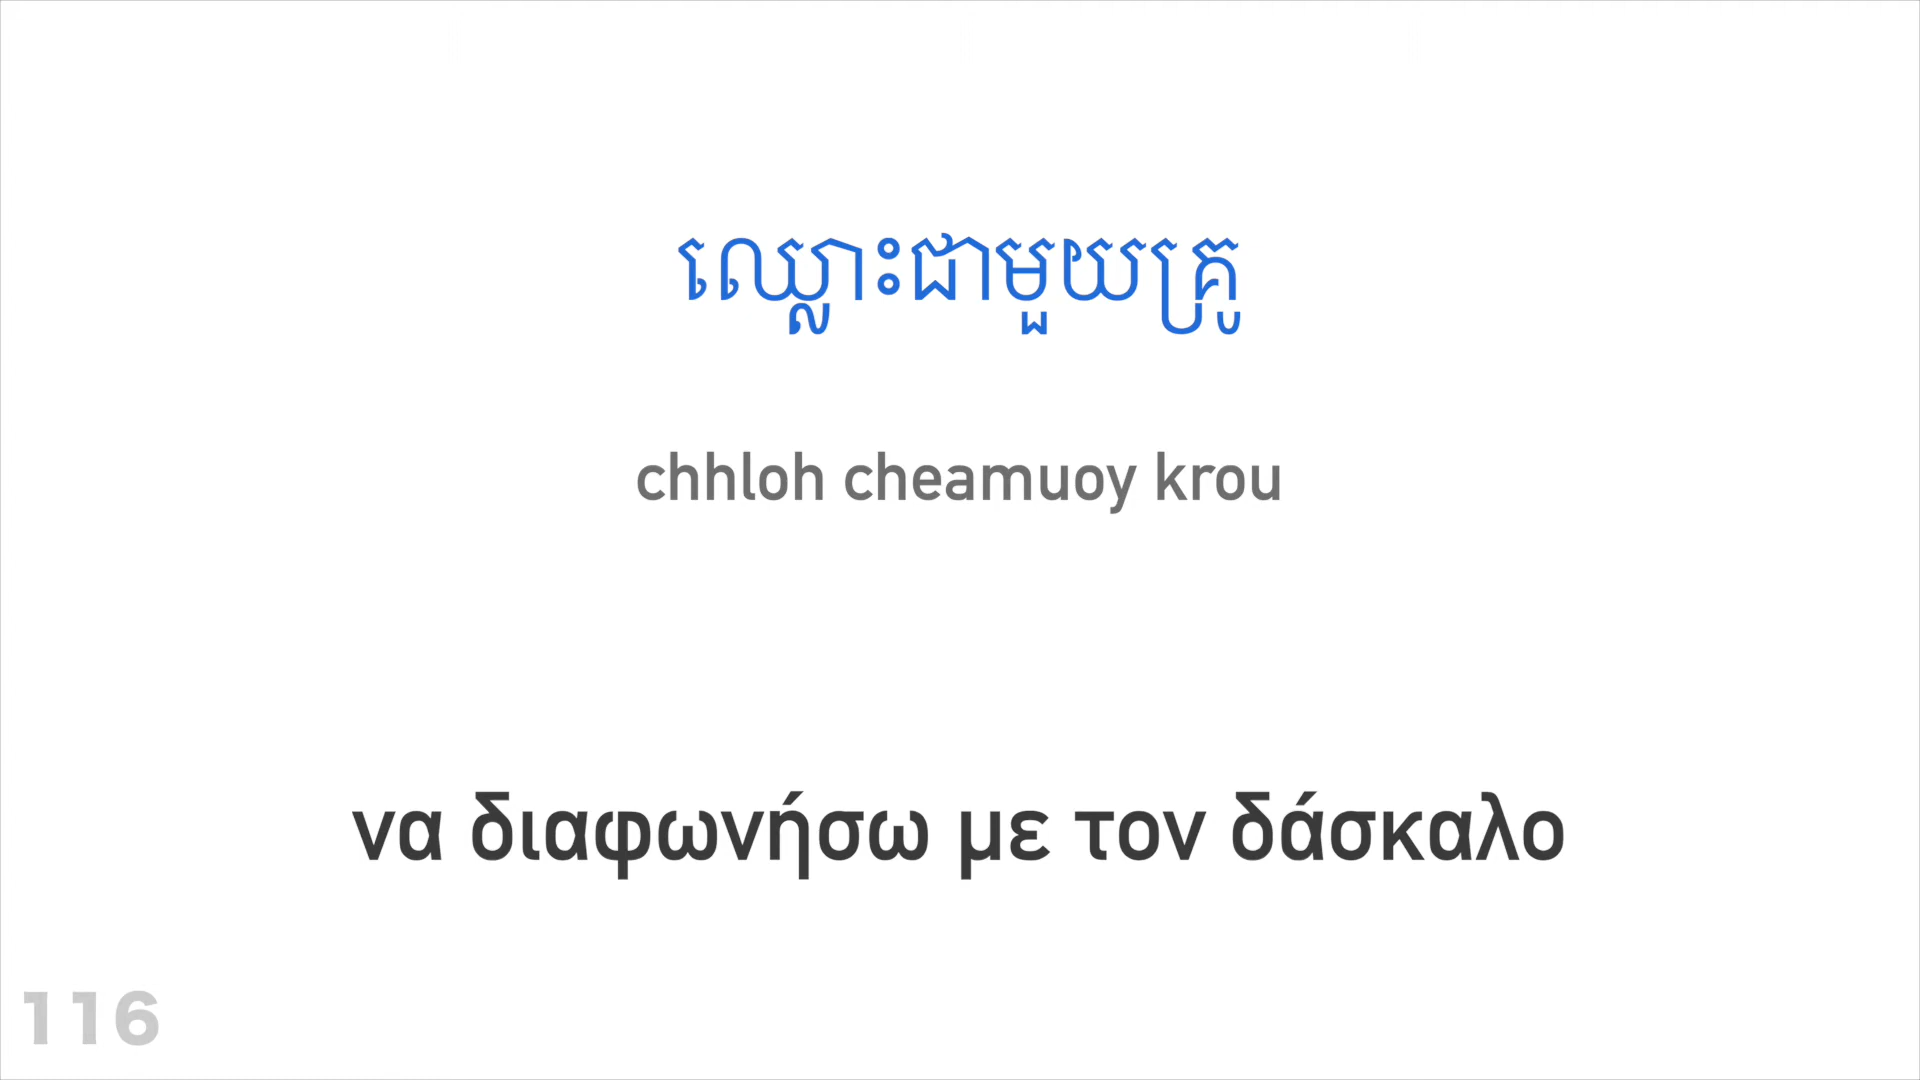 ឈ្លោះជាមួយគ្រូ
chhloh cheamuoy krou
να διαφωνήσω με τον δάσκαλο
116